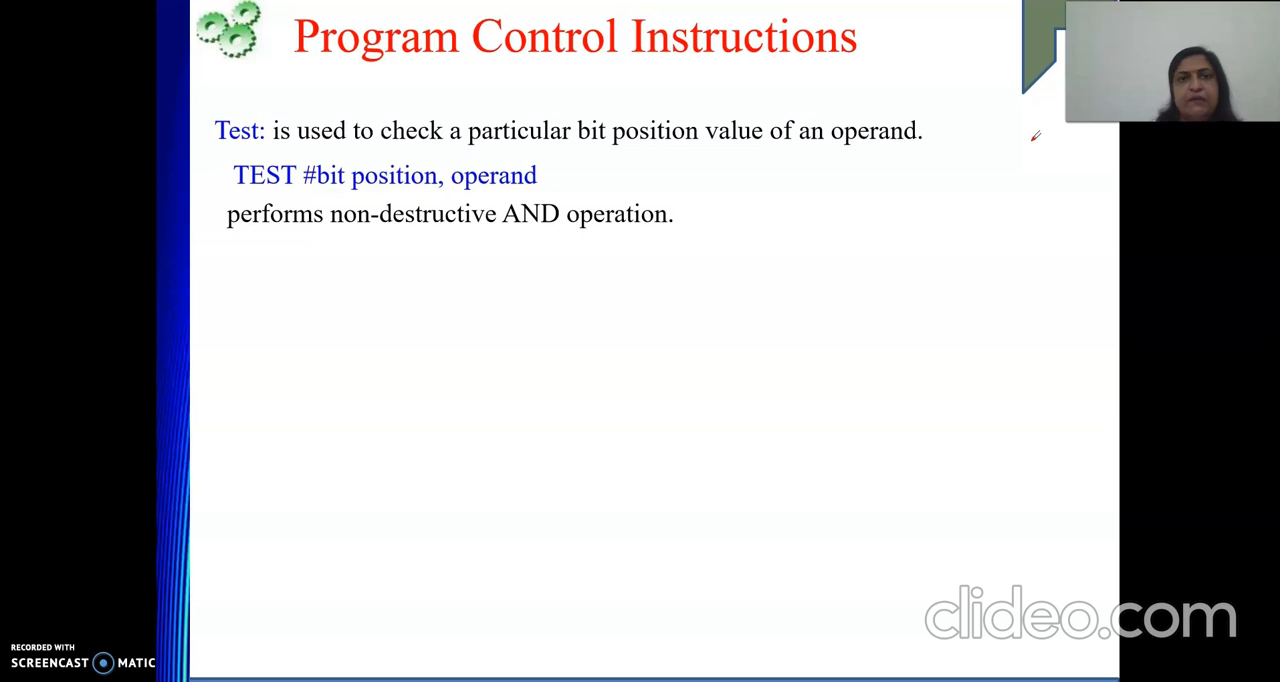 Program Control Instructions
Test: is used to check a particular bit position value of an operand.
TEST #bit position, operand
performs non-destructive AND operation.
clideo.com
RECORDED WITH
SCREENCAST MATIC